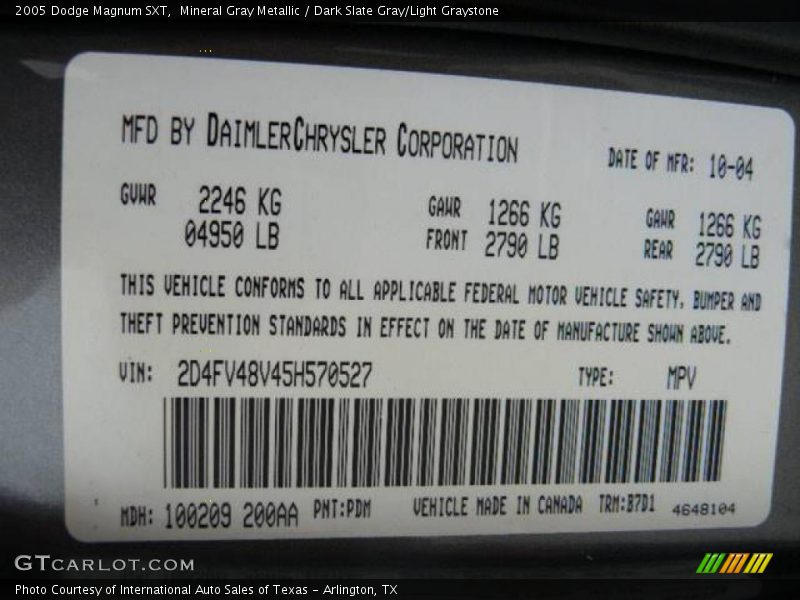 2005 Dodge Magnum SXT,  Mineral Gray Metallic / Dark Slate Gray/Light Graystone
MFD BY DAIMLERCHRYSLER CORPORATION
DATE OF MFR: 10-04
GVWR 2246 KG GAWR 1266 KG GAWR 1266 KG
04950 LB FRONT 2790 LB REAR 2790 LB
THIS VEHICLE CONFORMS TO ALL APPLICABLE FEDERAL MOTOR VEHICLE SAFETY, BUMPER AND
THEFT PREVENTION STANDARDS IN EFFECT ON THE DATE OF MANUFACTURE SHOWN ABOVE.
VIN: 2D4FV48V45H570527 TYPE: MPV
MDH: 100209 200AA PNT:PDM VEHICLE MADE IN CANADA TRM:B7D1 4648104
GTCARLOT.COM
Photo Courtesy of International Auto Sales of Texas - Arlington, TX